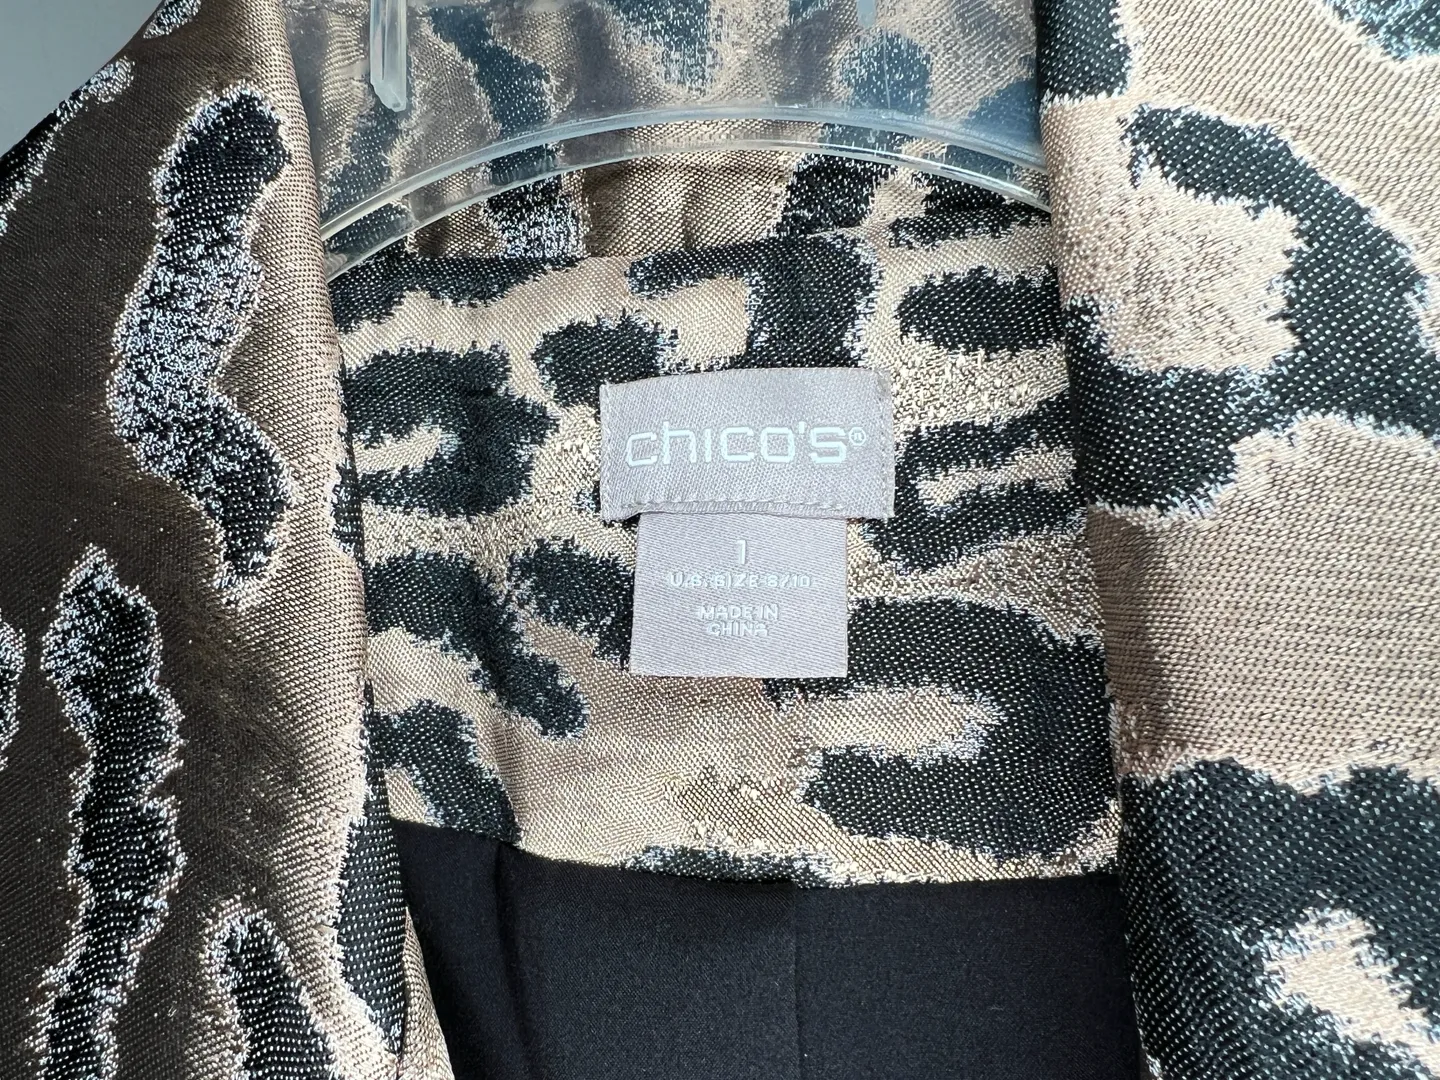 chico's®
1
U.S. SIZE 8/10
MADE IN
CHINA